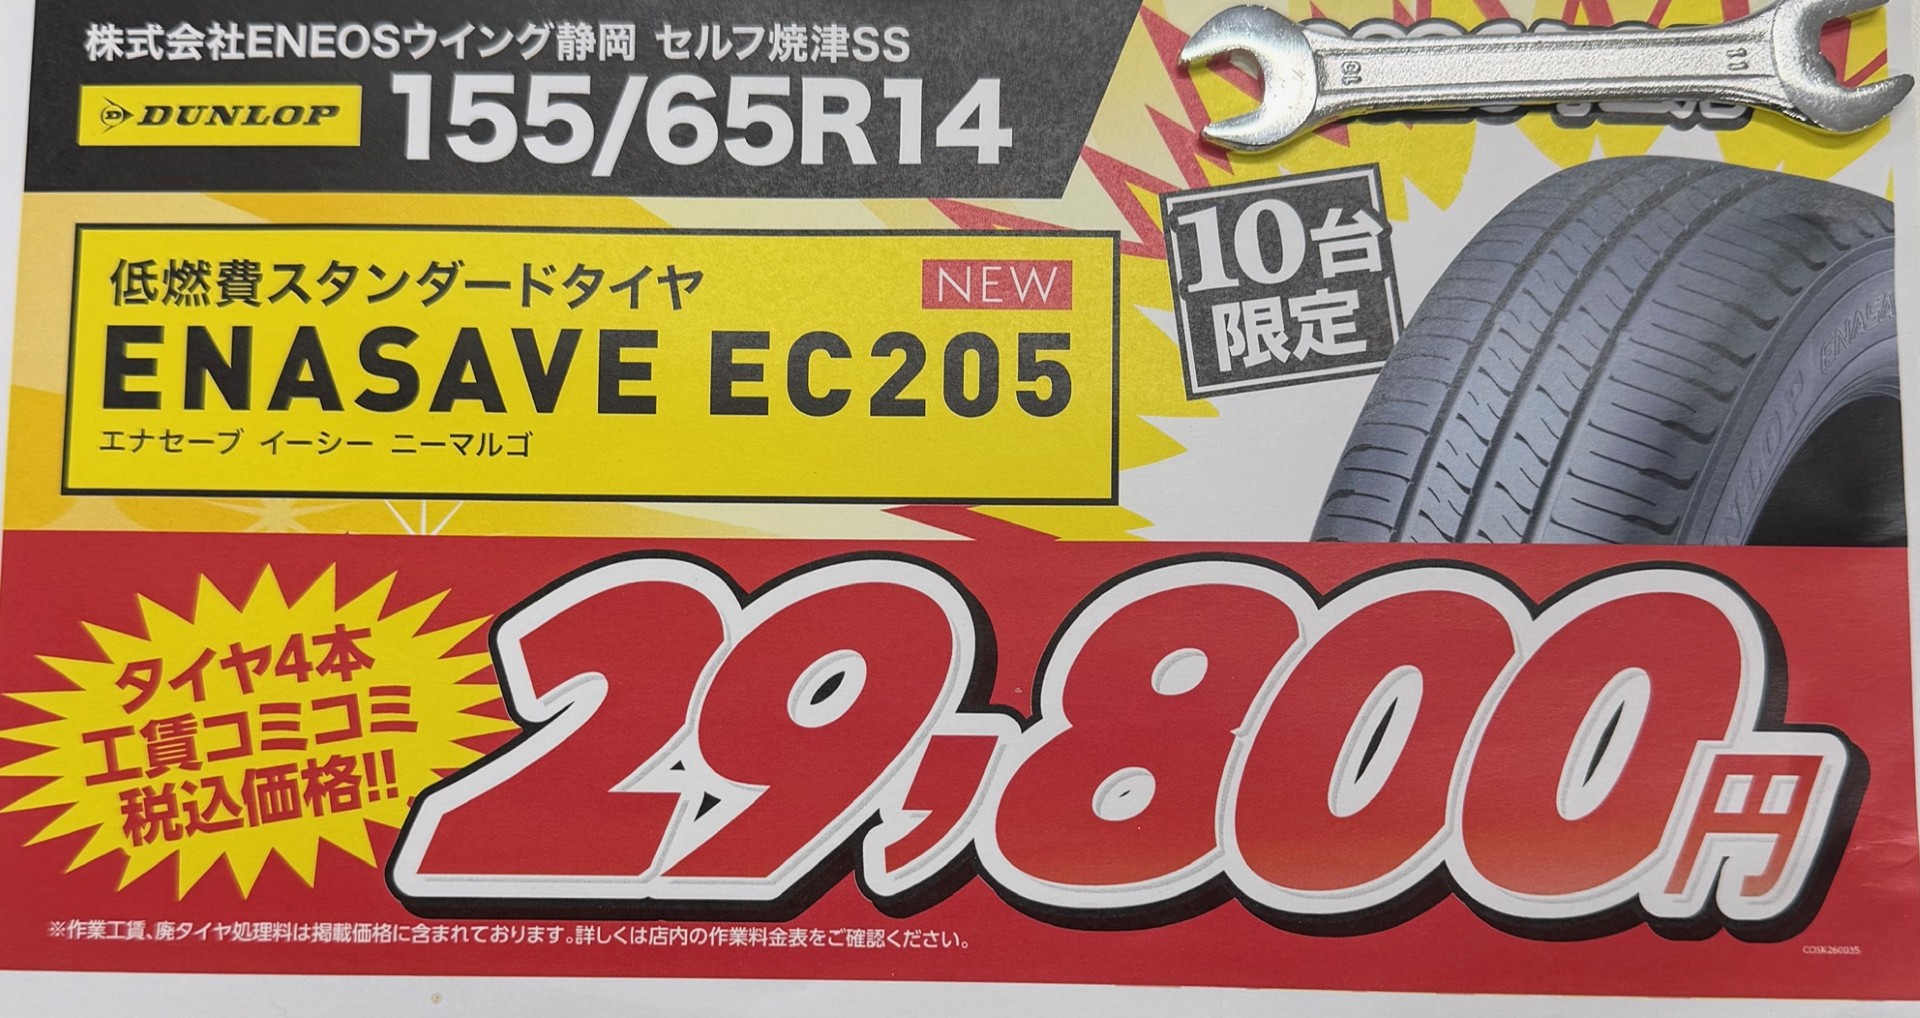 株式会社ENEOSウイング静岡 セルフ焼津SS
DUNLOP
155/65R14
10
11
低燃費スタンダードタイヤ
NEW
ENASAVE EC205
エナセーブ イーシー ニーマルゴ
10台
限定
DUNLOP
タイヤ4本
工賃コミコミ
税込価格!!
29,800円
※作業工賃、廃タイヤ処理料は掲載価格に含まれております。詳しくは店内の作業料金表をご確認ください。
COSK260035